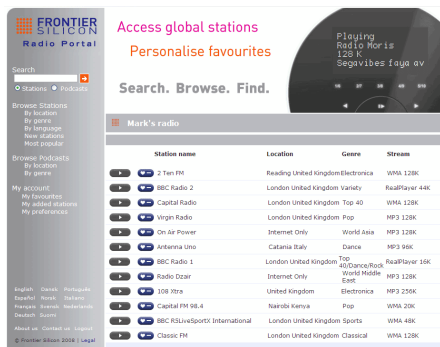 FRONTIER
SILICON
Radio Portal
Access global stations
Personalise favourites
Search. Browse. Find.
Playing
Radio Moris
128 K
Segavibes faya av
Search
Stations Podcasts
Browse Stations
By location
By genre
By language
New stations
Most popular
Browse Podcasts
By location
By genre
My account
My favourites
My added stations
My preferences
English Dansk Português
Español Norsk Italiano
Français Svenska Nederlands
Deutsch Suomi
About us Contact us Logout
© Frontier Silicon 2008 | Legal
Mark's radio
Station name Location Genre Stream
2 Ten FM Reading United Kingdom Electronica WMA 128K
BBC Radio 2 London United Kingdom Variety RealPlayer 44K
Capital Radio London United Kingdom Top 40 WMA 128K
Virgin Radio London United Kingdom Pop MP3 128K
On Air Power Internet Only World Asia MP3 128K
Antenna Uno Catania Italy Dance MP3 96K
BBC Radio 1 London United Kingdom Top 40/Dance/Rock RealPlayer 16K
Radio Dzair Internet Only World Middle East MP3 128K
108 Xtra United Kingdom Electronica MP3 256K
Capital FM 98.4 Nairobi Kenya Pop WMA 20K
BBC R5LiveSportX International London United Kingdom Sports WMA 48K
Classic FM London United Kingdom Classical WMA 128K